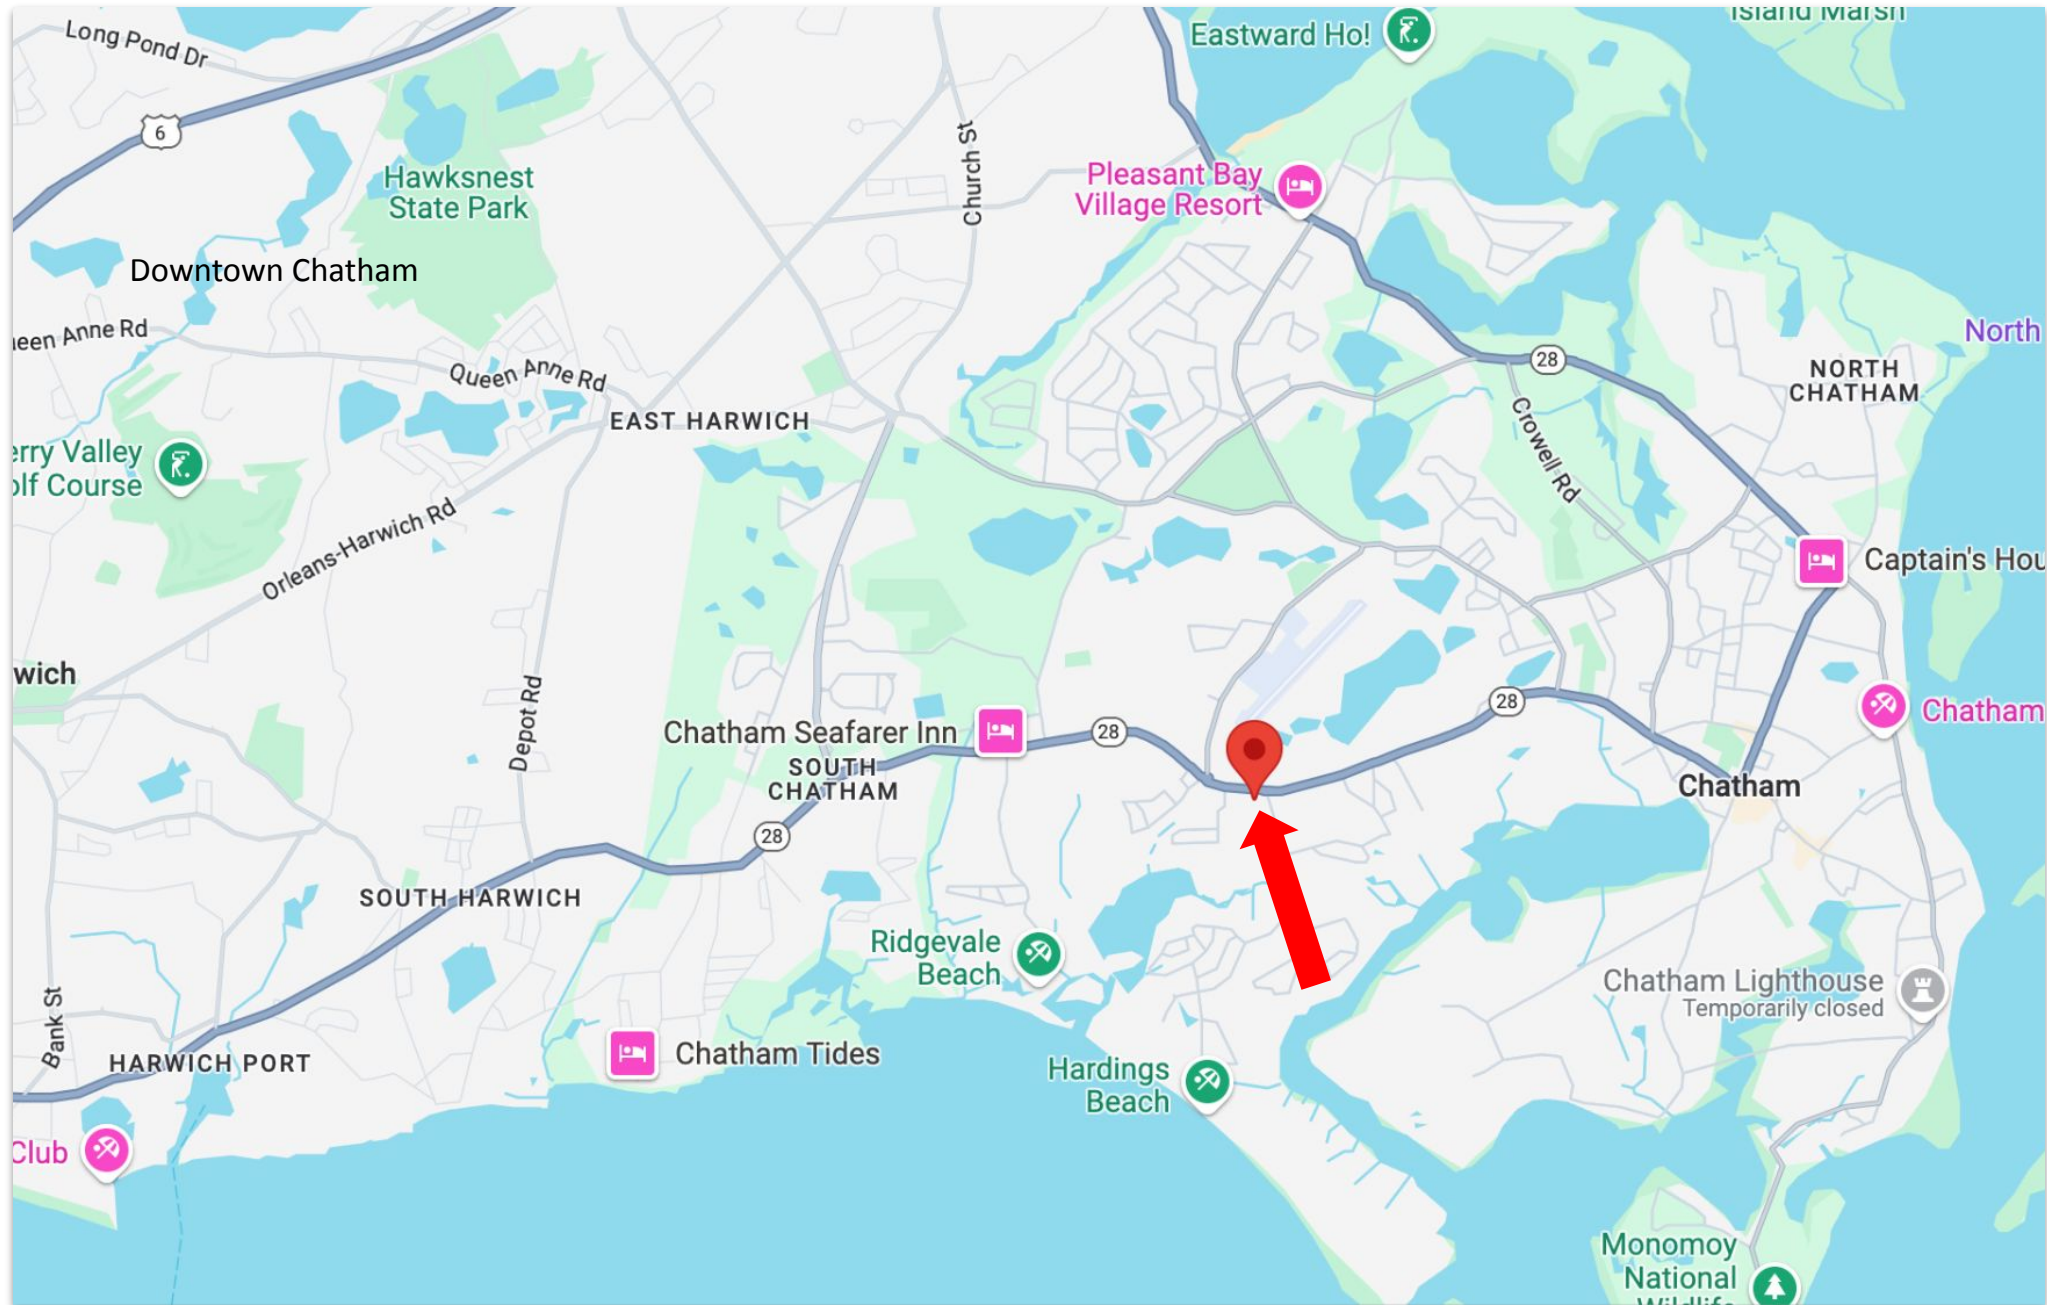 Island Marsh
Eastward Ho!
Long Pond Dr
6
Church St
Hawksnest
State Park
Pleasant Bay
Village Resort
Downtown Chatham
een Anne Rd
North
28
NORTH
CHATHAM
Queen Anne Rd
EAST HARWICH
Crowell Rd
erry Valley
olf Course
Orleans-Harwich Rd
Captain's Hou
wich
Depot Rd
28
Chatham
Chatham Seafarer Inn
28
SOUTH
CHATHAM
Chatham
28
SOUTH HARWICH
Ridgevale
Beach
Chatham Lighthouse
Temporarily closed
Bank St
HARWICH PORT
Chatham Tides
Hardings
Beach
Club
Monomoy
National
Wildlife